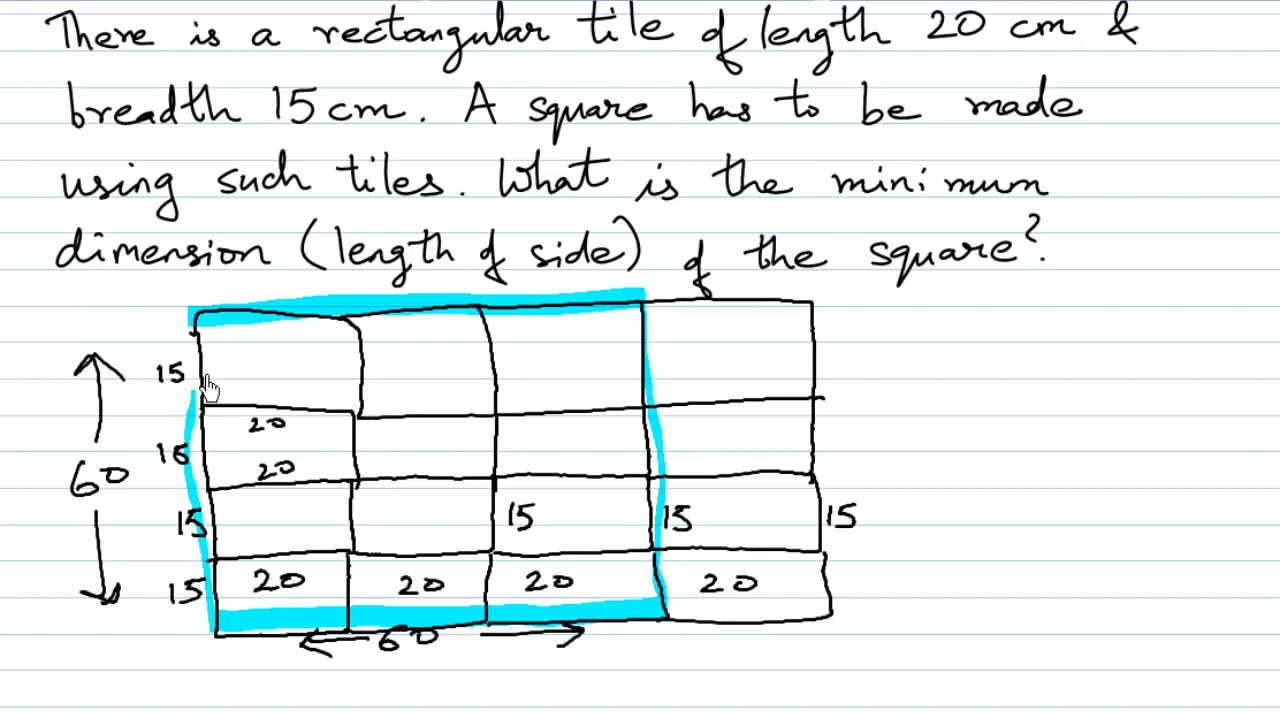 There is a rectangular tile of length 20 cm &
breadth 15 cm. A square has to be made
using such tiles. What is the minimum
dimension (length of side) of the square?
15
20
15
20
60
15 15 15 15
15 20 20 20 20
60